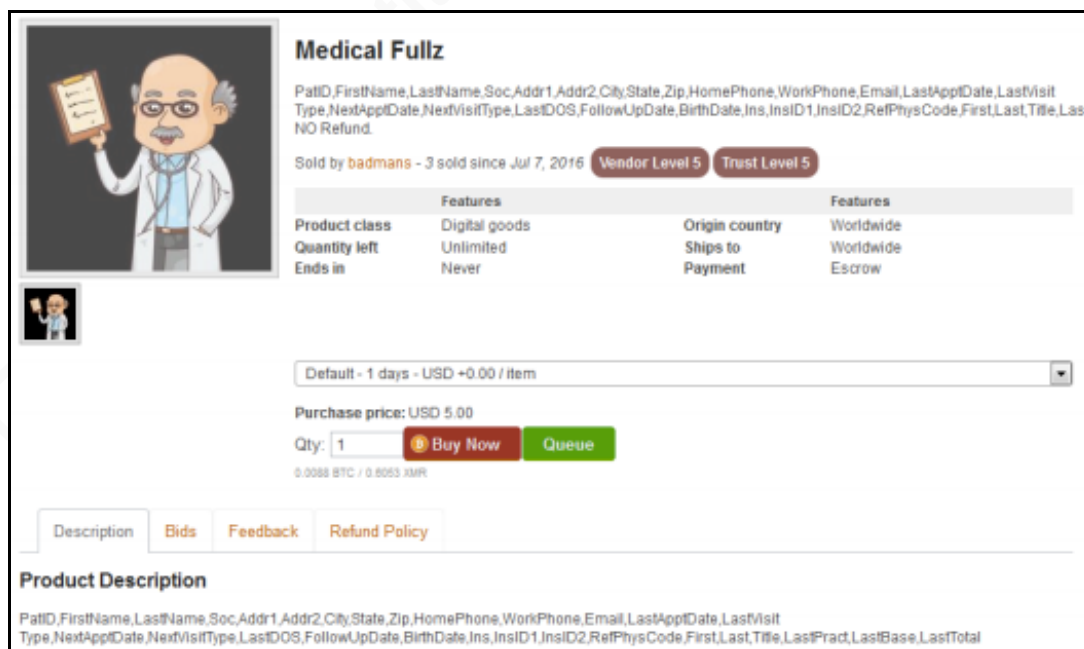 Medical Fullz
PatID,FirstName,LastName,Soc,Addr1,Addr2,City,State,Zip,HomePhone,WorkPhone,Email,LastApptDate,LastVisit
Type,NextApptDate,NextVisitType,LastDOS,FollowUpDate,BirthDate,Ins,InsID1,InsID2,RefPhysCode,First,Last,Title,Las
NO Refund.
Sold by badmans - 3 sold since Jul 7, 2016 Vendor Level 5 Trust Level 5
Features Features
Product class Digital goods Origin country Worldwide
Quantity left Unlimited Ships to Worldwide
Ends in Never Payment Escrow
Default - 1 days - USD +0.00 / item
Purchase price: USD 5.00
Qty: 1 Buy Now Queue
0.0088 BTC / 0.6053 XMR
Description Bids Feedback Refund Policy
Product Description
PatID,FirstName,LastName,Soc,Addr1,Addr2,City,State,Zip,HomePhone,WorkPhone,Email,LastApptDate,LastVisit
Type,NextApptDate,NextVisitType,LastDOS,FollowUpDate,BirthDate,Ins,InsID1,InsID2,RefPhysCode,First,Last,Title,LastPract,LastBase,LastTotal